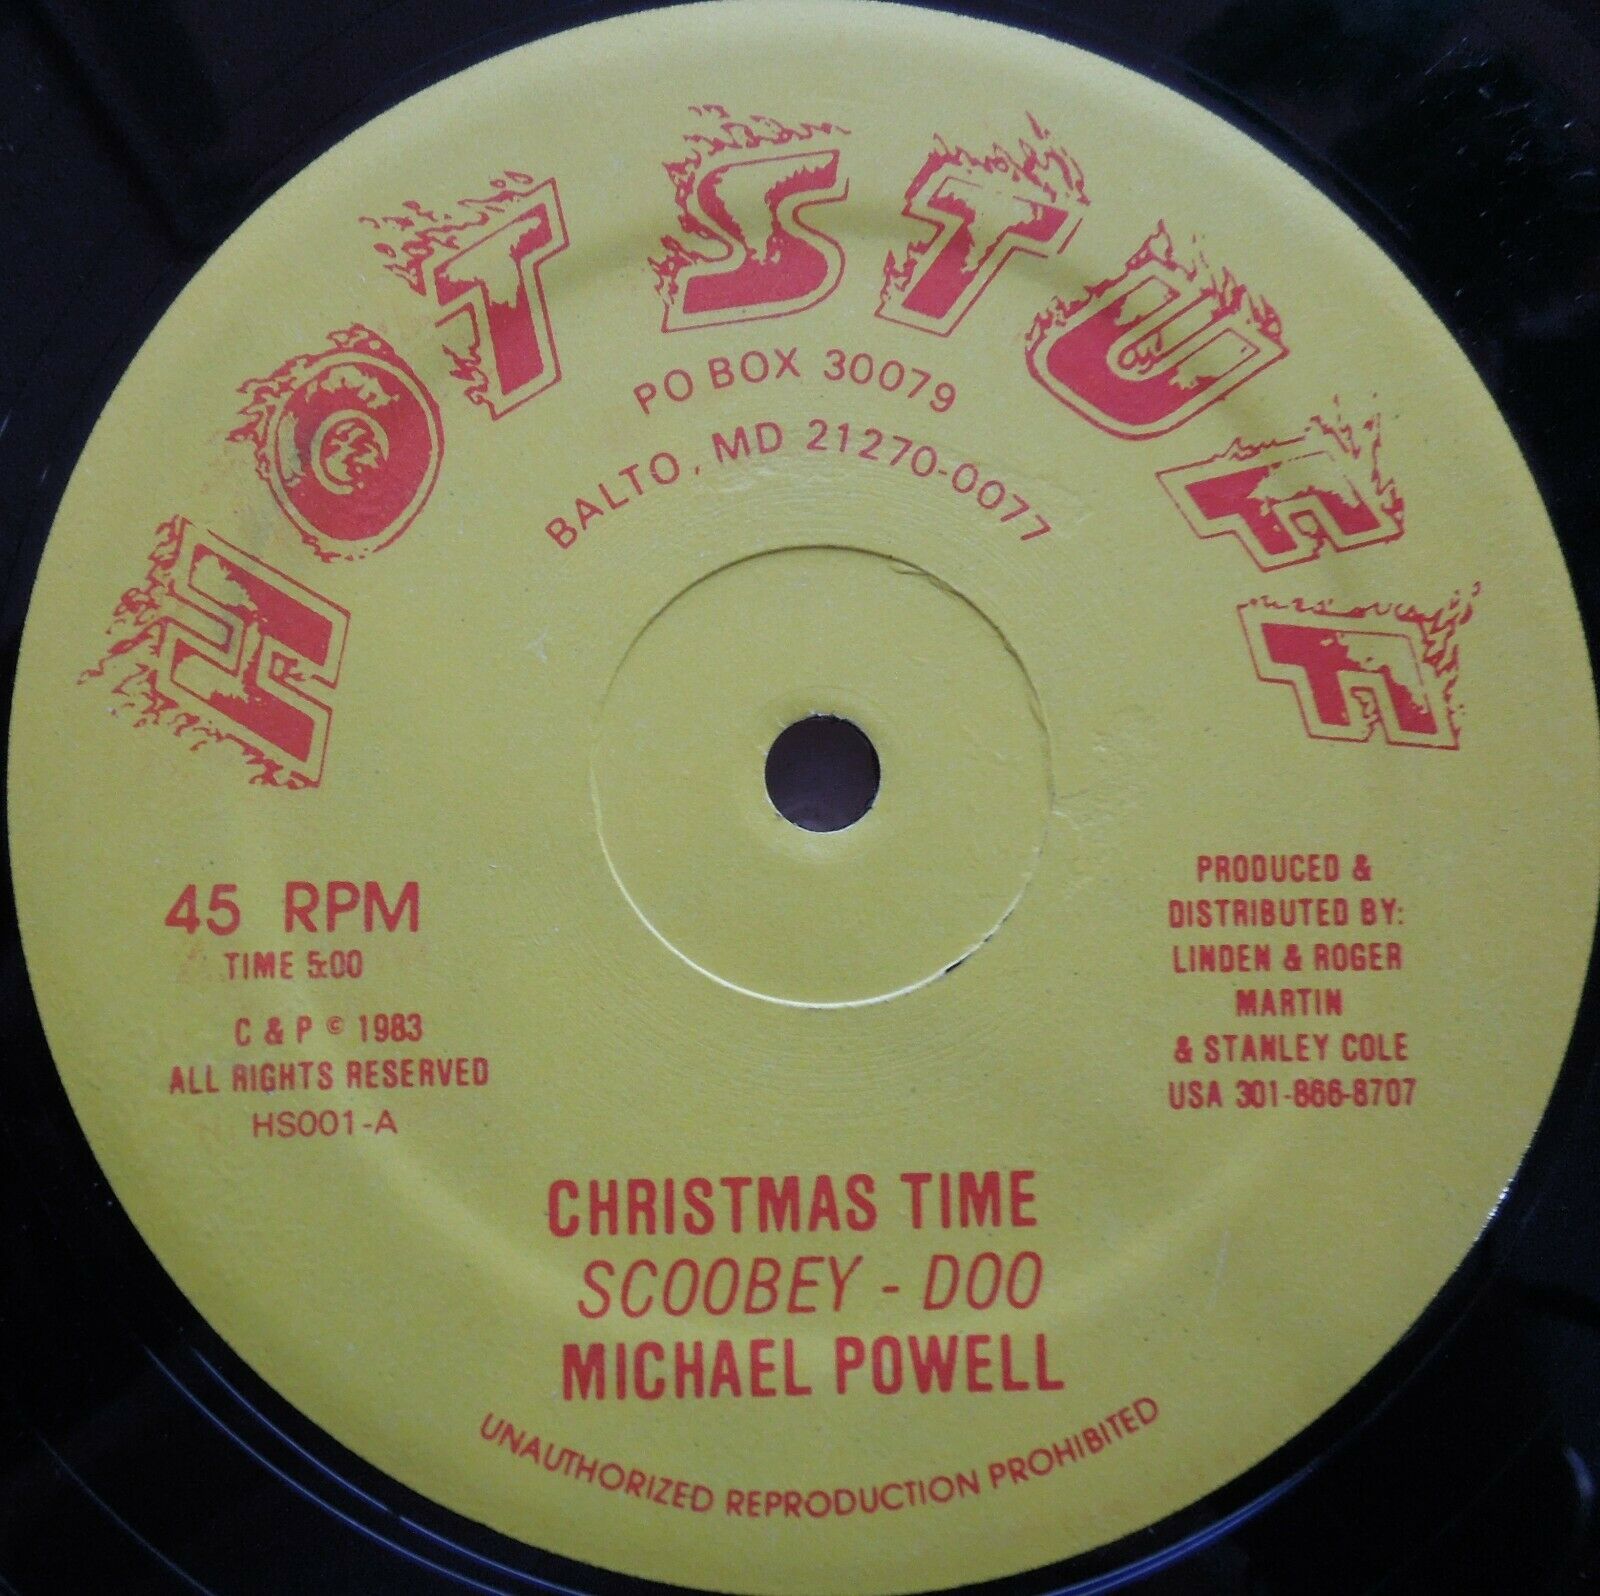 HOT STUFF
PO BOX 30079
BALTO, MD 21270-0077
45 RPM
TIME 5:00
C & P © 1983
ALL RIGHTS RESERVED
HS001-A
PRODUCED &
DISTRIBUTED BY:
LINDEN & ROGER
MARTIN
& STANLEY COLE
USA 301-866-8707
CHRISTMAS TIME
SCOOBEY - DOO
MICHAEL POWELL
UNAUTHORIZED REPRODUCTION PROHIBITED